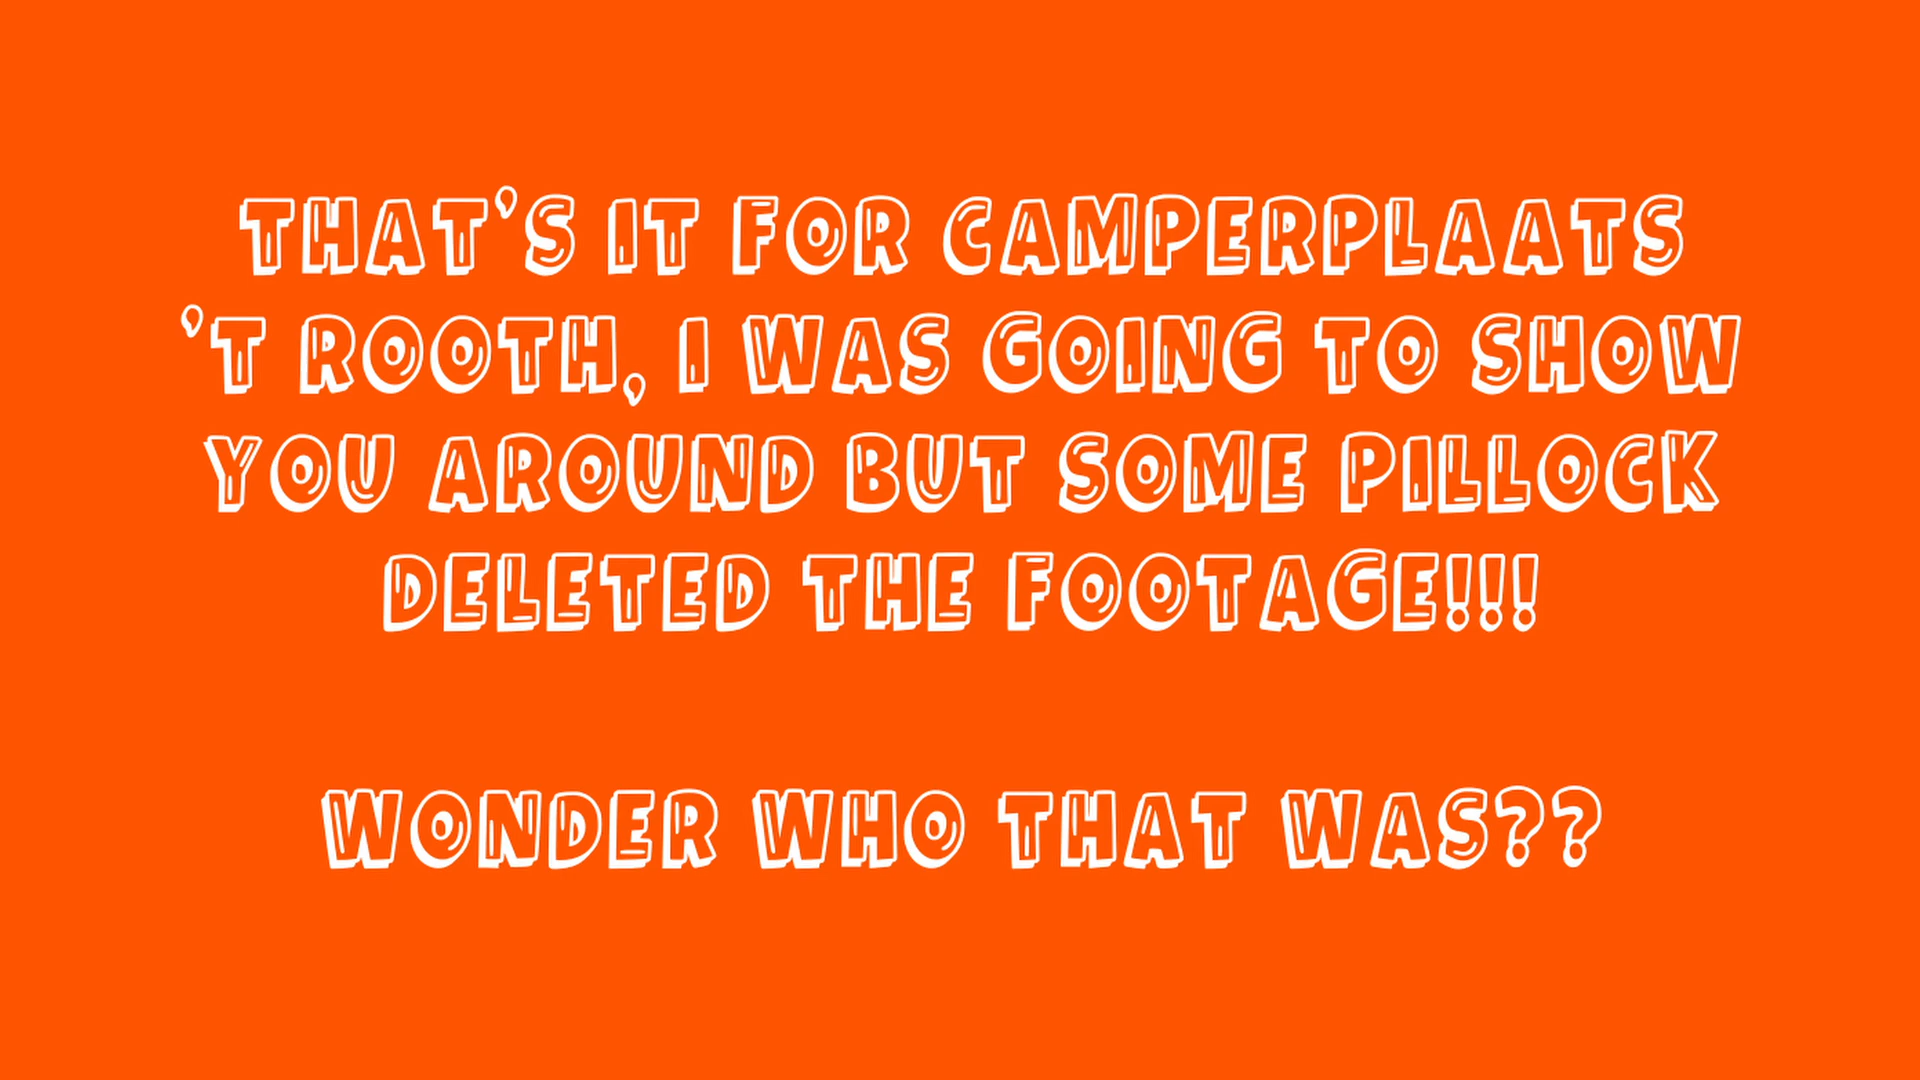 THAT'S IT FOR CAMPERPLAATS
'T ROOTH, I WAS GOING TO SHOW
YOU AROUND BUT SOME PILLOCK
DELETED THE FOOTAGE!!!
WONDER WHO THAT WAS??